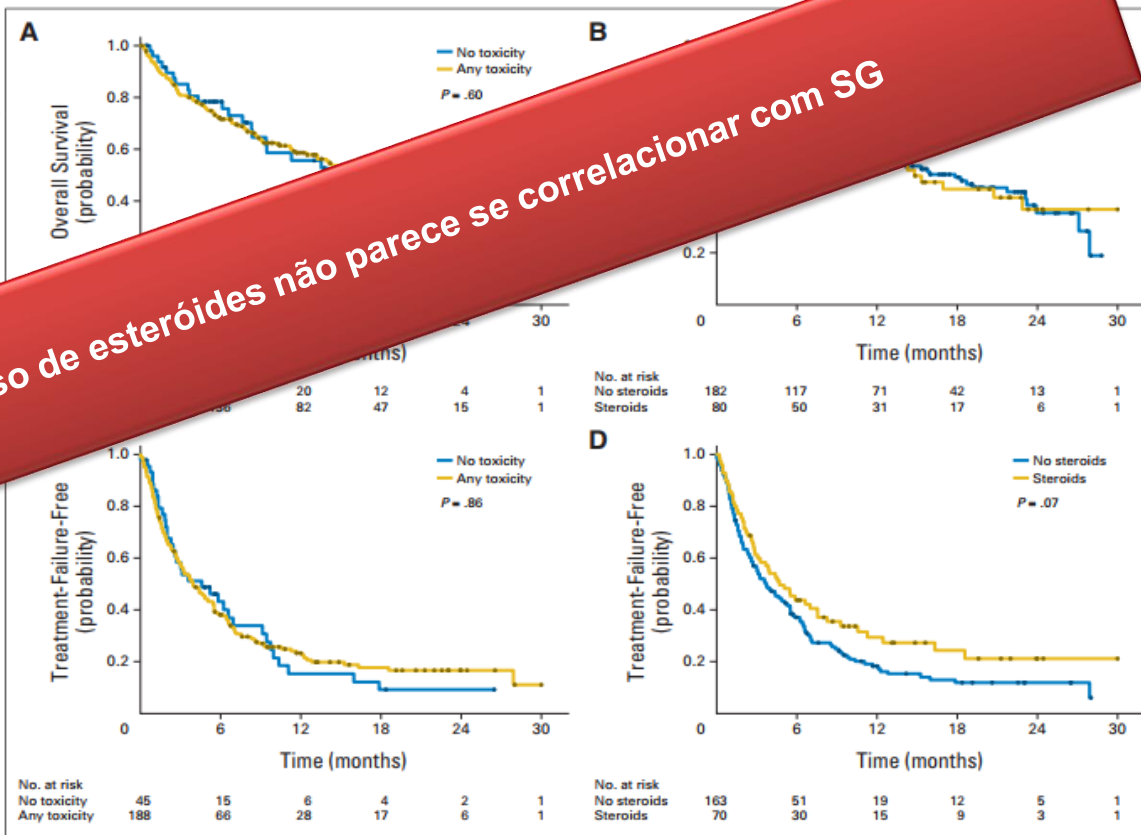 A
B
1.0
0.8
0.6
0.4
Overall Survival
(probability)
No toxicity
Any toxicity
P = .60
so de esteróides não parece se correlacionar com SG
0.2
30
0
6
12
18
24
30
Time (months)
No. at risk
20
12
4
1
82
47
15
1
No steroids
182
117
71
42
13
1
Steroids
80
50
31
17
6
1
1.0
0.8
0.6
0.4
0.2
Treatment-Failure-Free
(probability)
No toxicity
Any toxicity
P = .86
0
6
12
18
24
30
Time (months)
No. at risk
No toxicity
45
15
6
4
2
1
Any toxicity
188
66
28
17
6
1
D
1.0
0.8
0.6
0.4
0.2
Treatment-Failure-Free
(probability)
No steroids
Steroids
P = .07
0
6
12
18
24
30
Time (months)
No. at risk
No steroids
163
51
19
12
5
1
Steroids
70
30
15
9
3
1